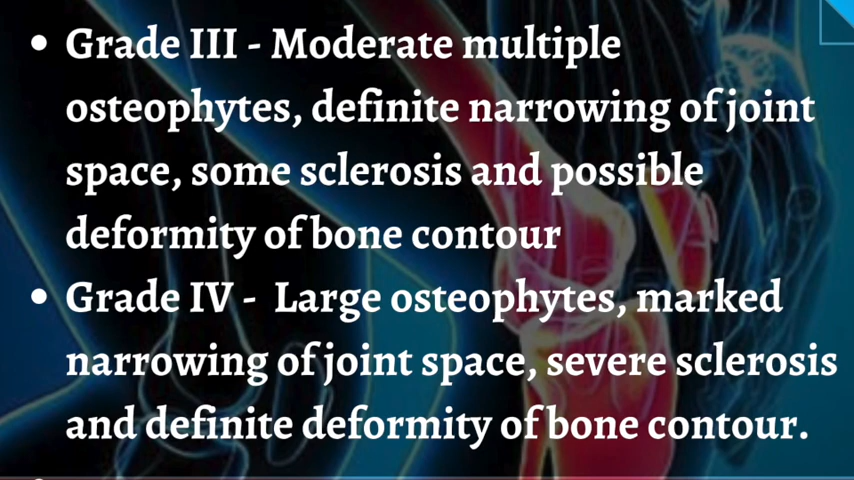 • Grade III - Moderate multiple
osteophytes, definite narrowing of joint
space, some sclerosis and possible
deformity of bone contour
• Grade IV -  Large osteophytes, marked
narrowing of joint space, severe sclerosis
and definite deformity of bone contour.